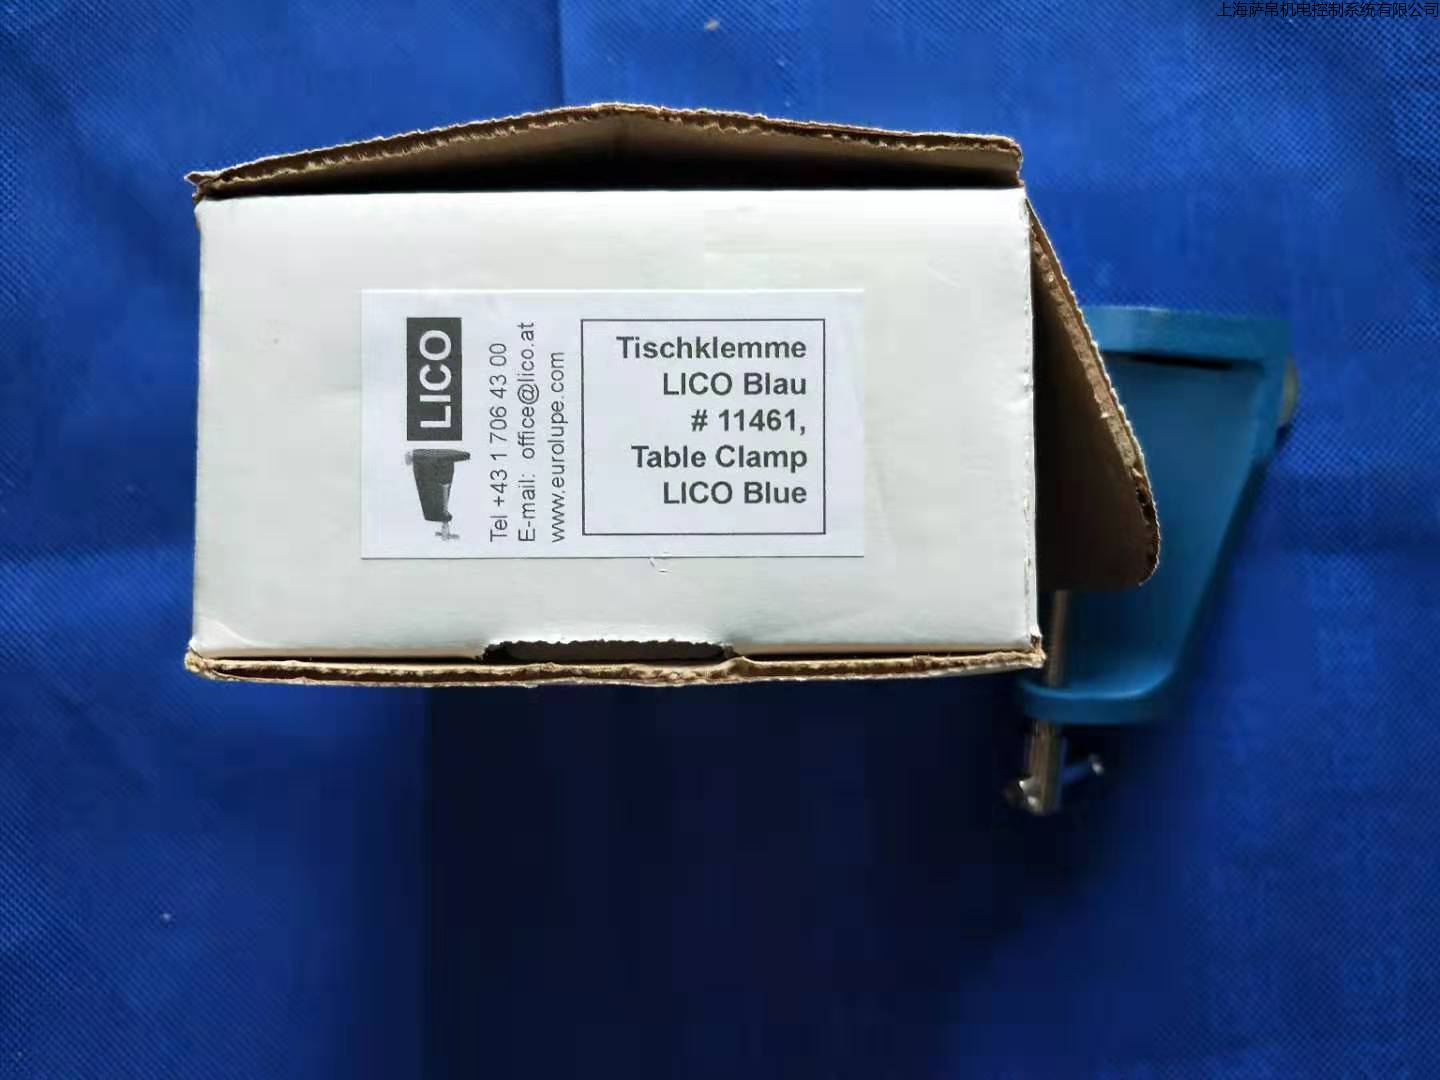 上海萨帛机电控制系统有限公司
LICO
Tel +43 1 706 43 00
E-mail: office@lico.at
www.eurolupe.com
Tischklemme
LICO Blau
# 11461,
Table Clamp
LICO Blue